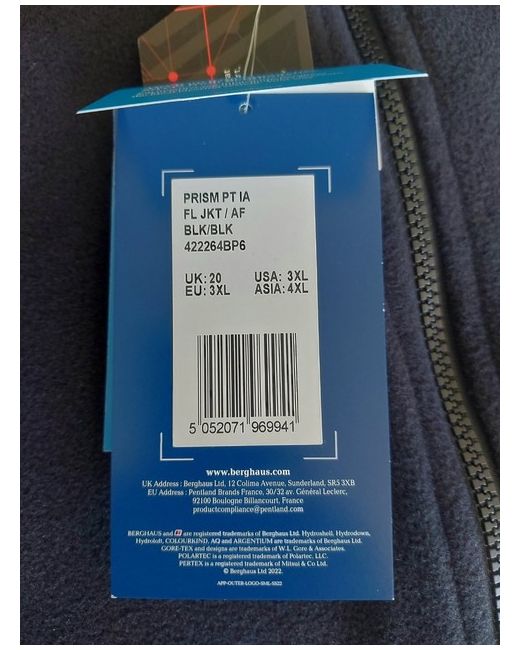 PRISM PT IA
FL JKT / AF
BLK/BLK
422264BP6
UK: 20 USA: 3XL
EU: 3XL ASIA: 4XL
5 052071 969941
www.berghaus.com
UK Address : Berghaus Ltd, 12 Colima Avenue, Sunderland, SR5 3XB
EU Address : Pentland Brands France, 30/32 av. Général Leclerc,
92100 Boulogne Billancourt, France
productcompliance@pentland.com
BERGHAUS and are registered trademarks of Berghaus Ltd. Hydroshell, Hydrodown,
Hydroloft, COLOURKIND, AQ and ARGENTIUM are trademarks of Berghaus Ltd.
GORE-TEX and designs are trademarks of W.L. Gore & Associates.
POLARTEC is a registered trademark of Polartec, LLC.
PERTEX is a registered trademark of Mitsui & Co Ltd.
© Berghaus Ltd 2022.
APP-OUTER-LOGO-SML-SS22